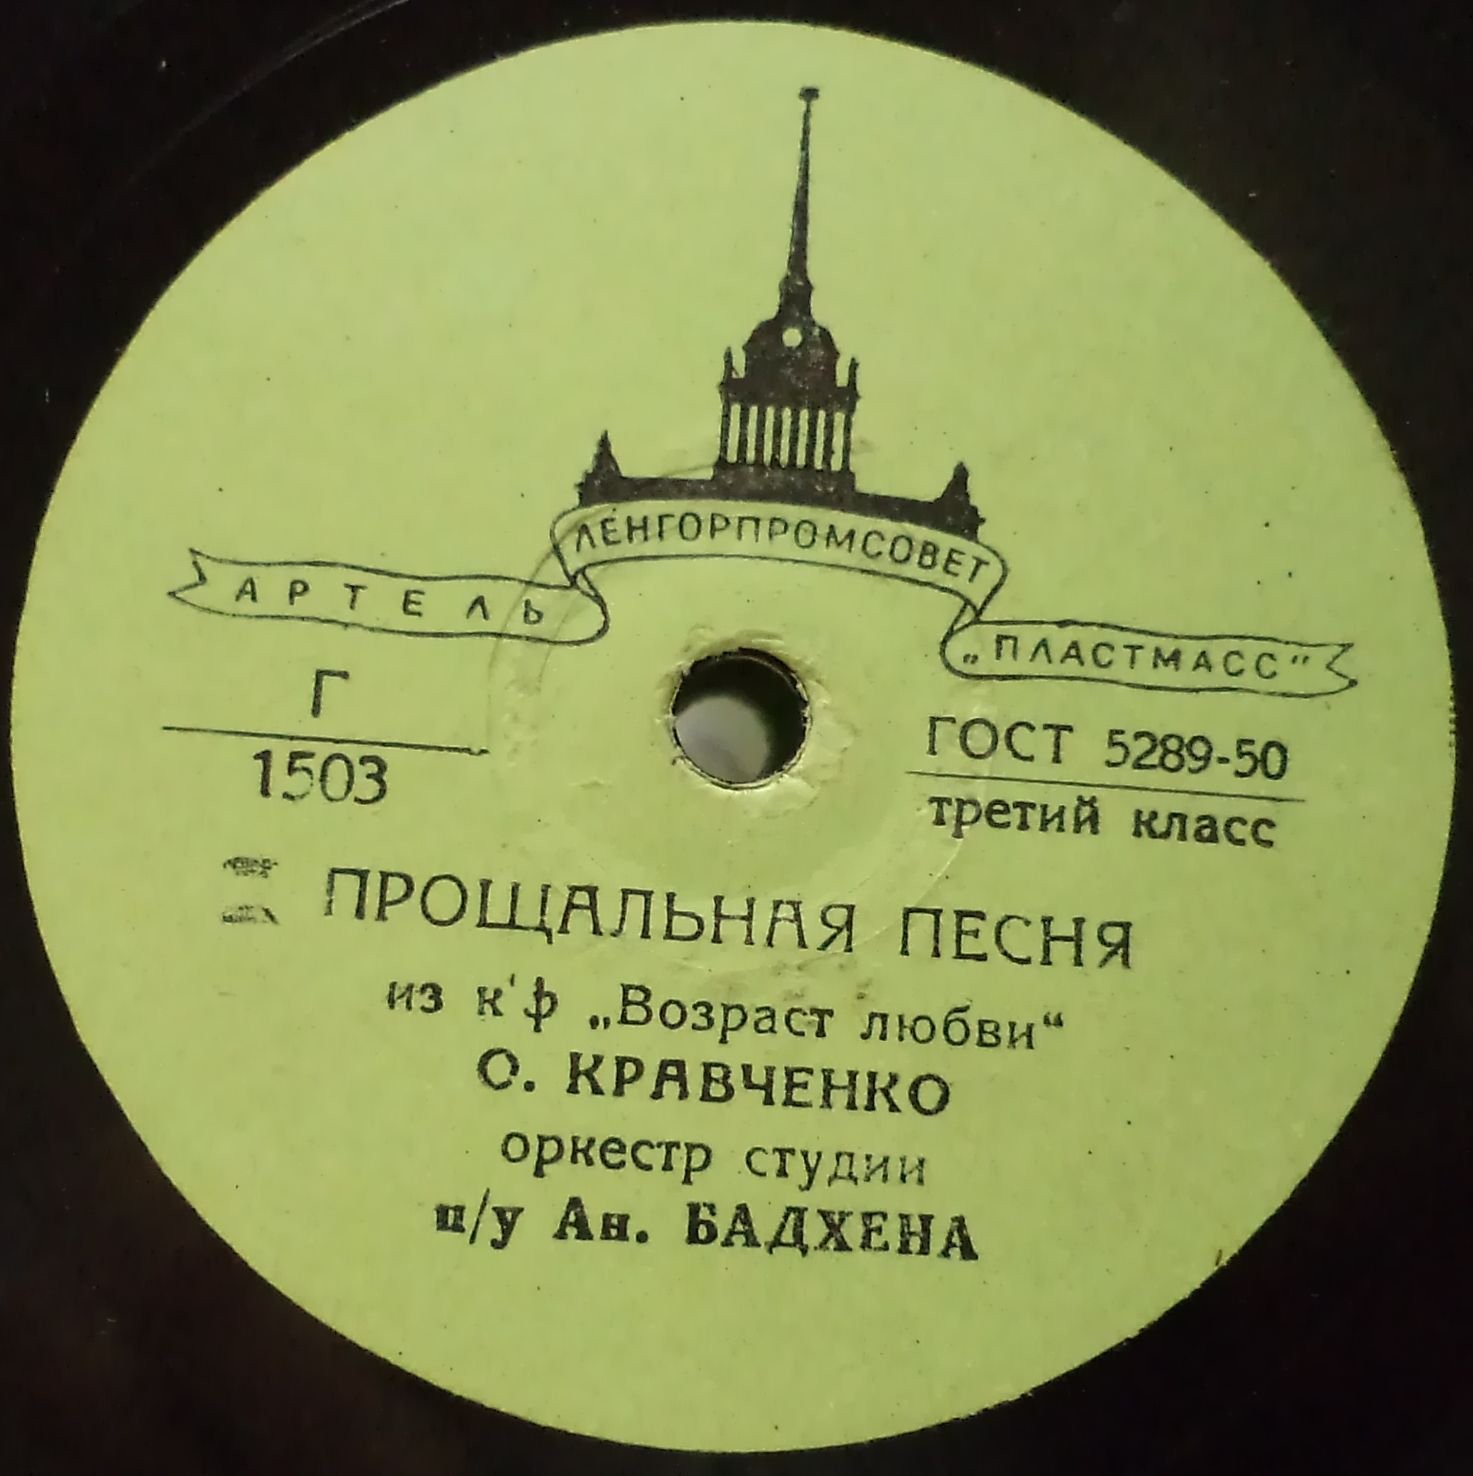 ЛЕНГОРПРОМСОВЕТ
АРТЕЛЬ
„ПЛАСТМАСС“
Г
1503
ГОСТ 5289-50
третий класс
ПРОЩАЛЬНАЯ ПЕСНЯ
из к'ф „Возраст любви“
О. КРАВЧЕНКО
оркестр студии
п/у Ан. БАДХЕНА